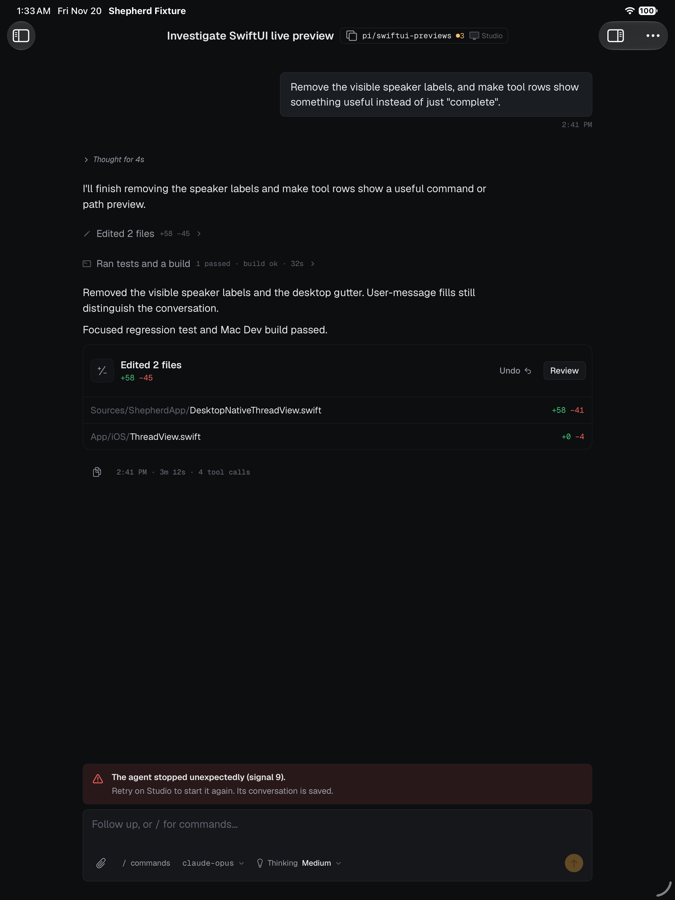 1:33 AM Fri Nov 20 Shepherd Fixture
100
Investigate SwiftUI live preview
pi/swiftui-previews 3 Studio
Remove the visible speaker labels, and make tool rows show
something useful instead of just "complete".
2:41 PM
Thought for 4s
I'll finish removing the speaker labels and make tool rows show a useful command or
path preview.
Edited 2 files +58 −45
Ran tests and a build 1 passed · build ok · 32s
Removed the visible speaker labels and the desktop gutter. User-message fills still
distinguish the conversation.
Focused regression test and Mac Dev build passed.
Edited 2 files
+58 −45
Undo
Review
Sources/ShepherdApp/DesktopNativeThreadView.swift +58 −41
App/iOS/ThreadView.swift +0 −4
2:41 PM · 3m 12s · 4 tool calls
The agent stopped unexpectedly (signal 9).
Retry on Studio to start it again. Its conversation is saved.
Follow up, or / for commands…
/ commands claude-opus Thinking Medium